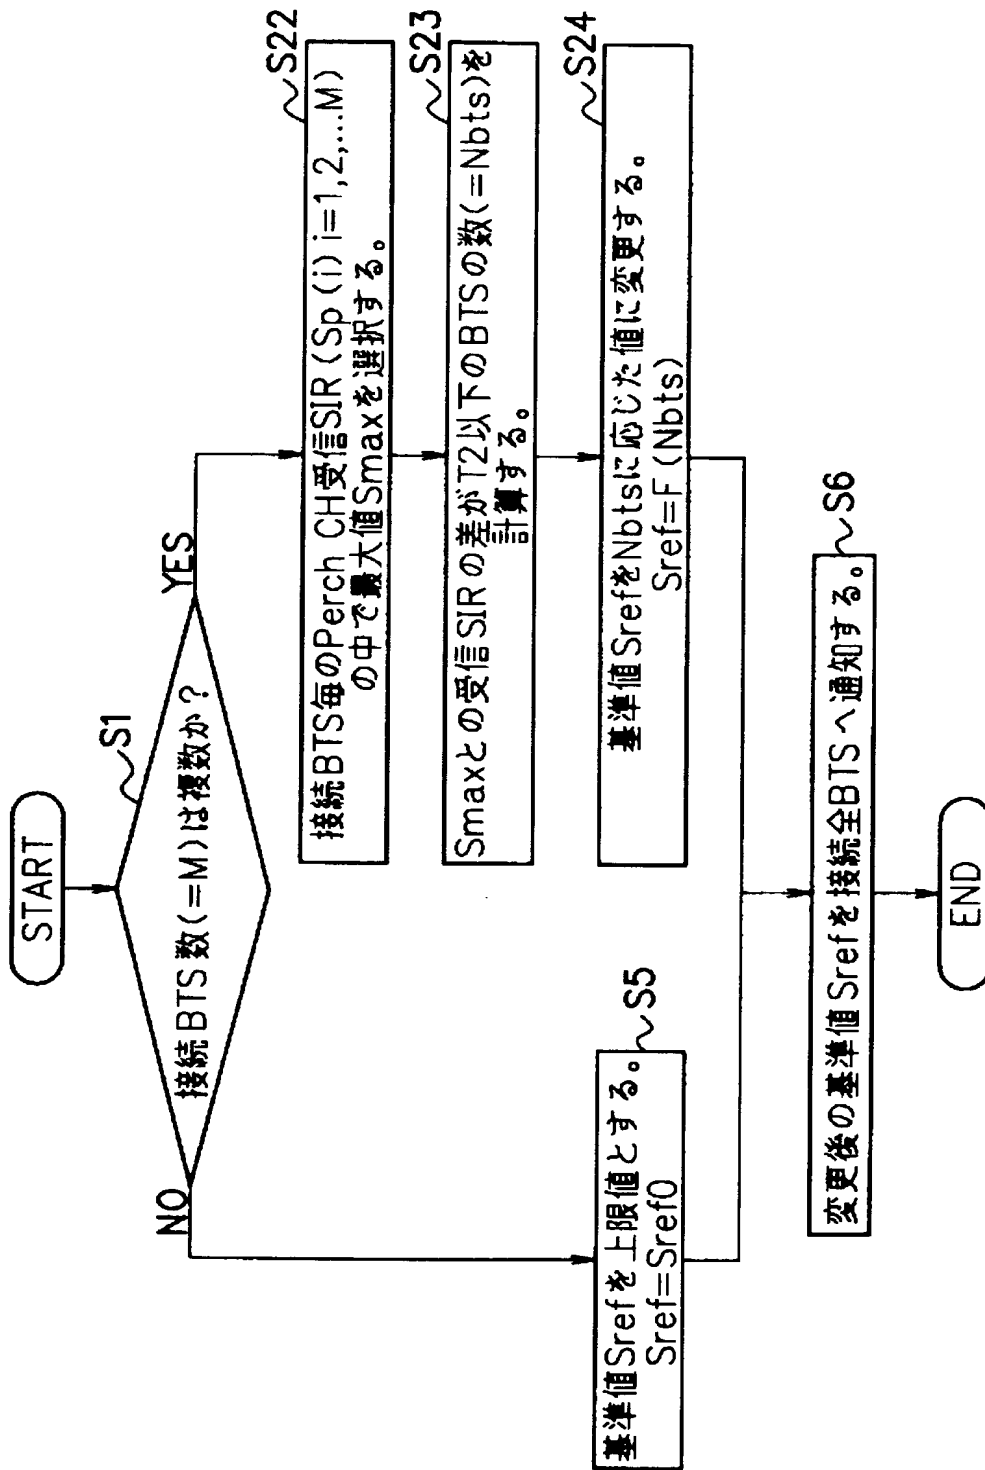 START
S1
接続BTS数(=M)は複数か?
YES
NO
S22
接続BTS毎のPerch CH受信SIR(Sp(i) i=1,2,...M)
の中で最大値Smaxを選択する。
S23
Smaxとの受信SIRの差がT2以下のBTSの数(=Nbts)を
計算する。
S24
基準値SrefをNbtsに応じた値に変更する。
Sref=F(Nbts)
S5
基準値Srefを上限値とする。
Sref=Sref0
S6
変更後の基準値Srefを接続全BTSへ通知する。
END